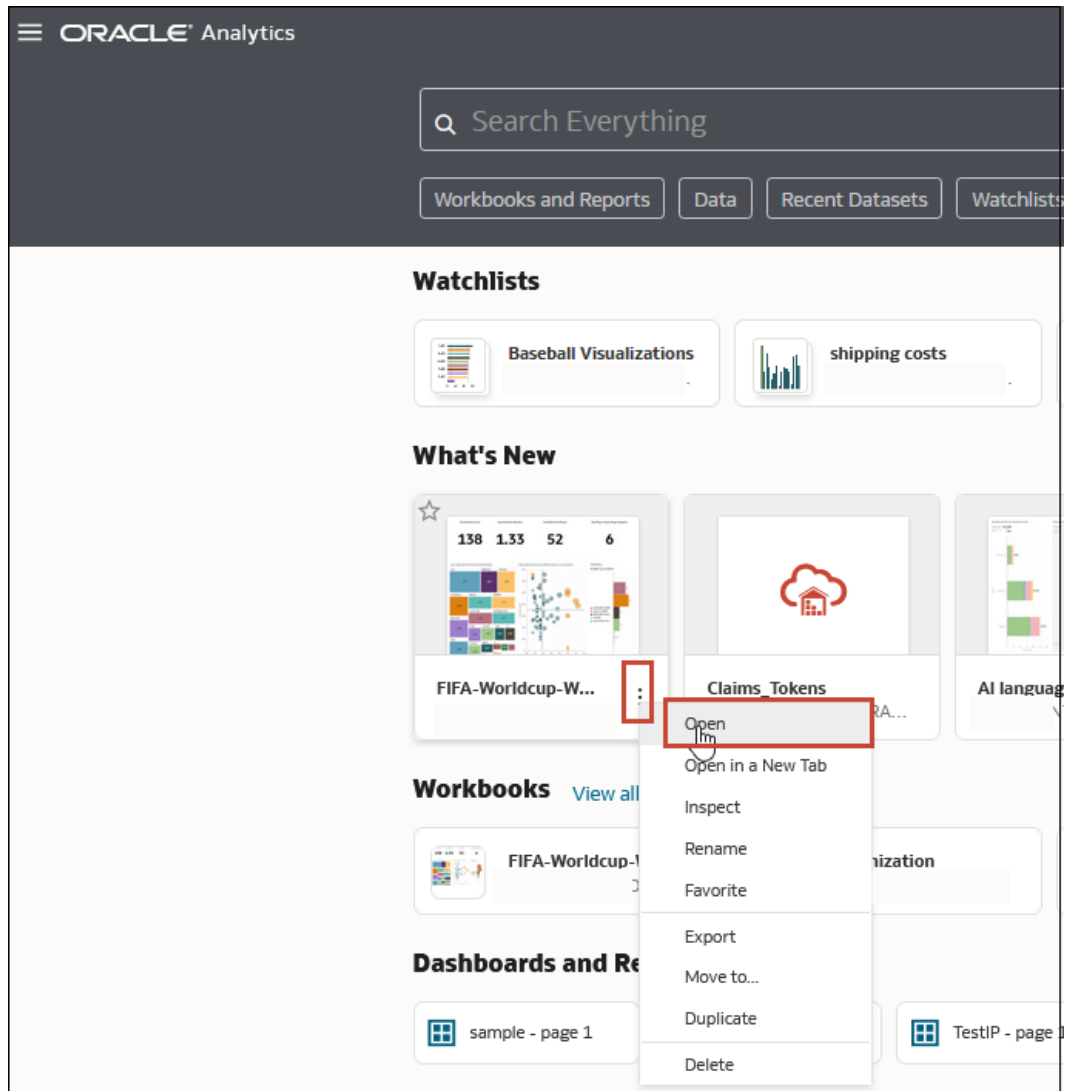 ORACLE® Analytics
Search Everything
Workbooks and Reports
Data
Recent Datasets
Watchlists
Watchlists
Baseball Visualizations
shipping costs
What's New
138 1.33 52 6
FIFA-Worldcup-W...
Claims_Tokens
AI languag
RA...
Open
Open in a New Tab
Inspect
Rename
Favorite
Export
Move to...
Duplicate
Delete
Workbooks
View all
FIFA-Worldcup-
nization
Dashboards and Re
sample - page 1
TestIP - page 1